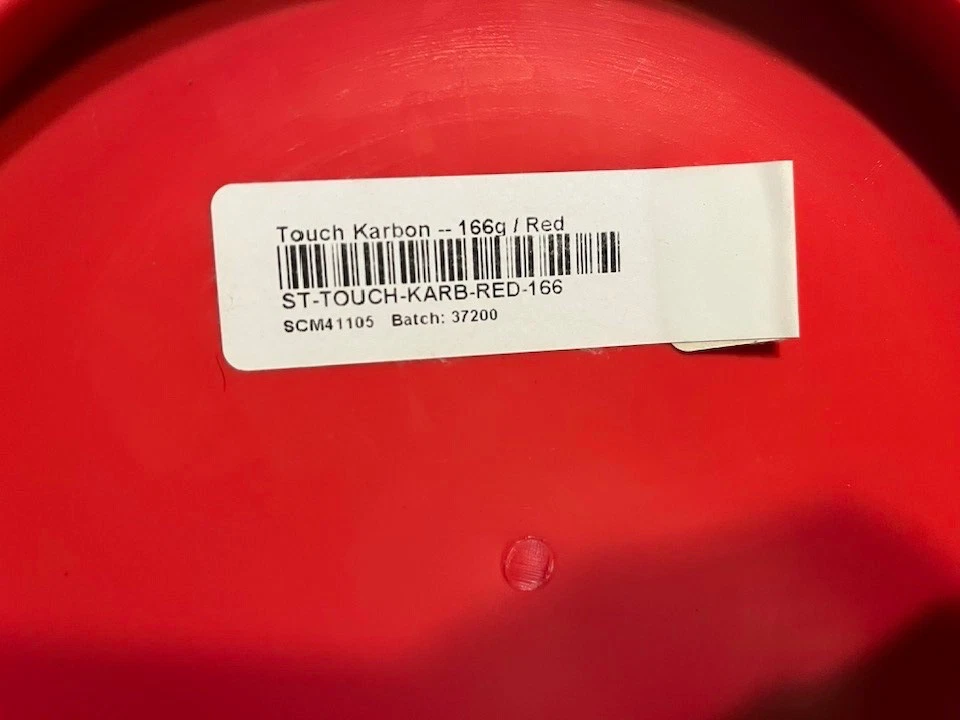 Touch Karbon -- 166g / Red
ST-TOUCH-KARB-RED-166
SCM41105 Batch: 37200